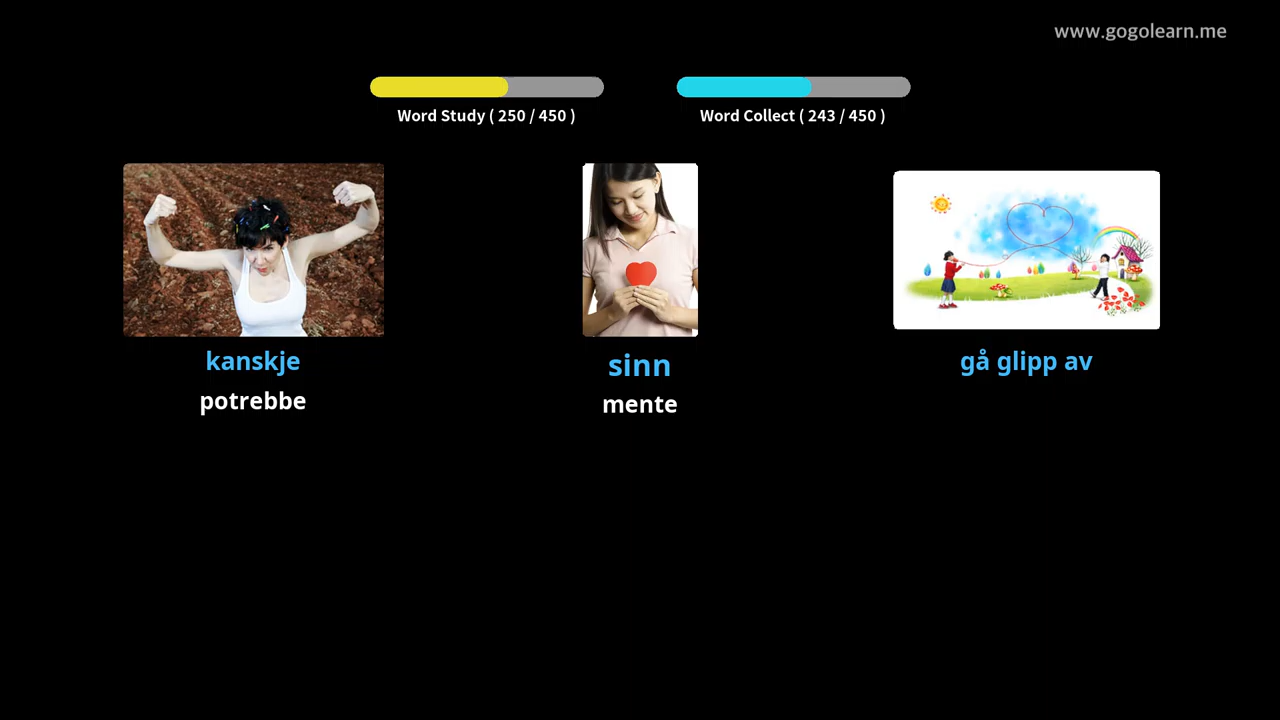 www.gogolearn.me
Word Study ( 250 / 450 )
Word Collect ( 243 / 450 )
kanskje
potrebbe
sinn
mente
gå glipp av